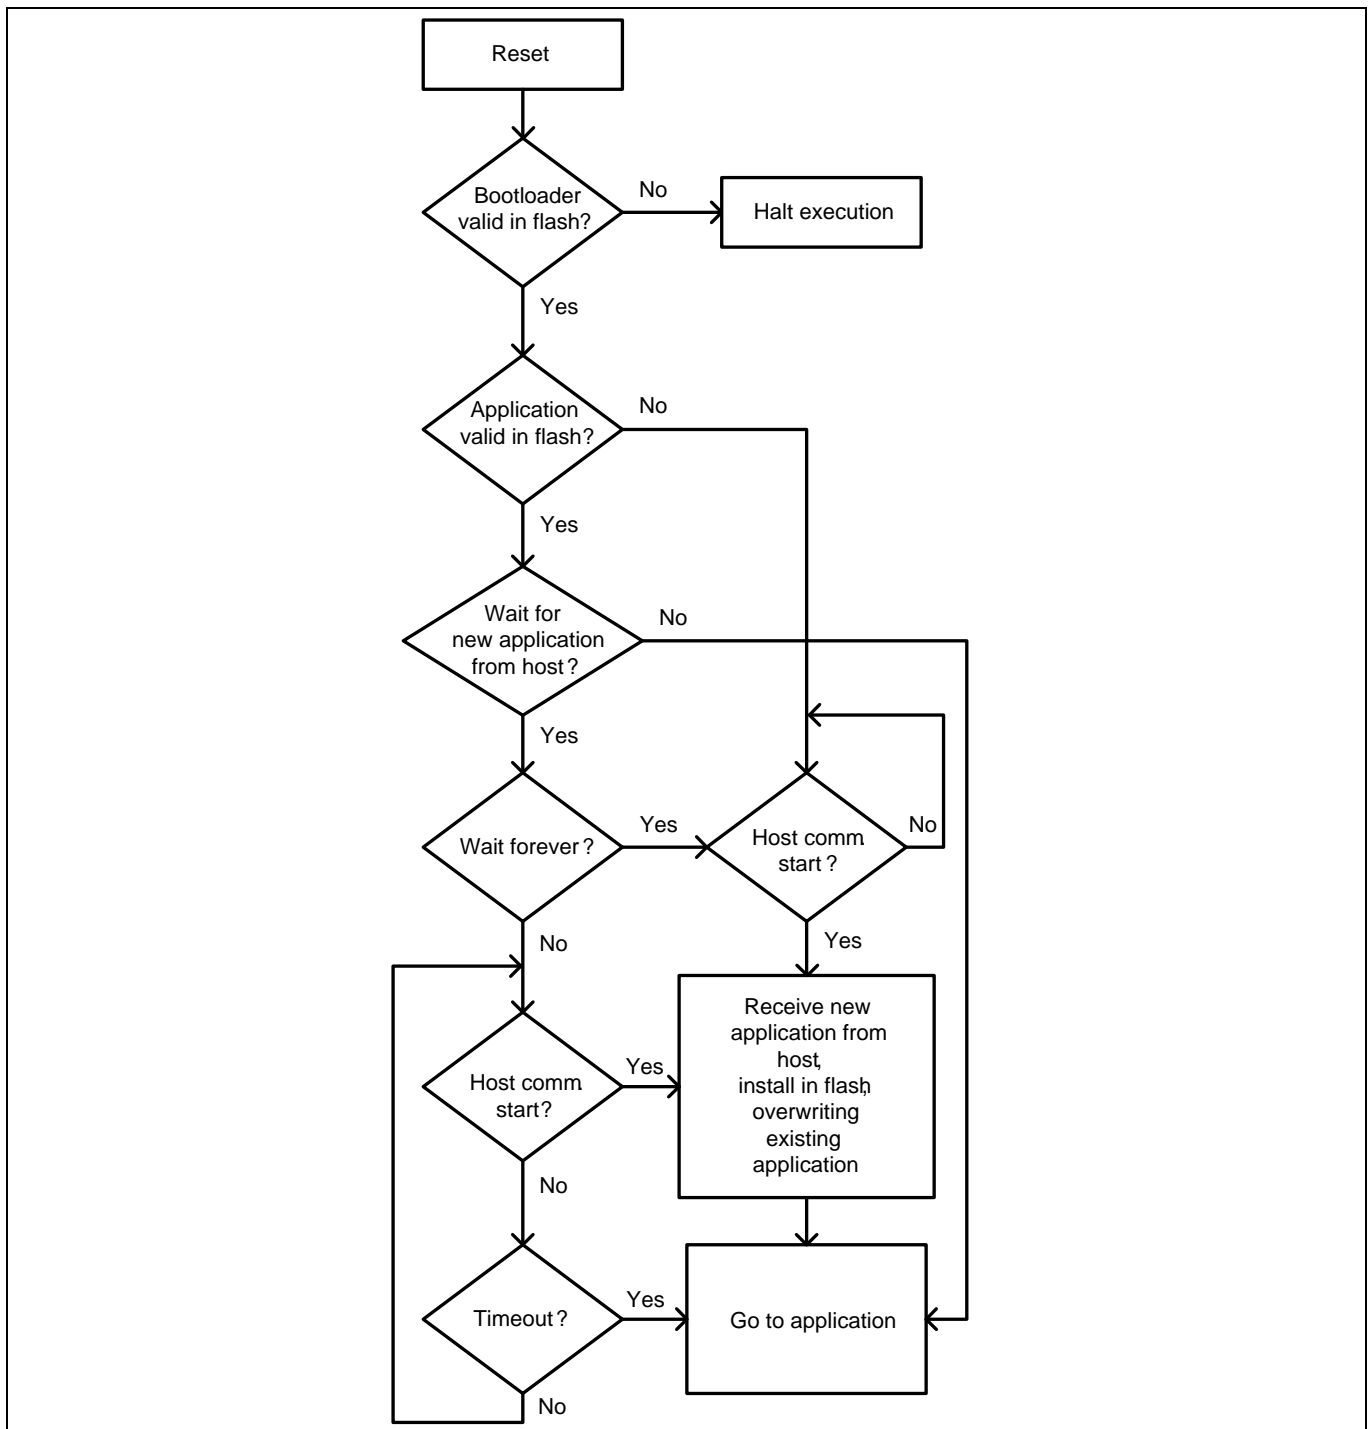 Reset
Bootloader
valid in flash?
No
Halt execution
Yes
Application
valid in flash?
No
Yes
Wait for
new application
from host?
No
Yes
Wait forever?
Yes
Host comm.
start?
No
No
Yes
Host comm.
start?
Yes
Receive new
application from
host,
install in flash,
overwriting
existing
application
No
Timeout?
Yes
Go to application
No